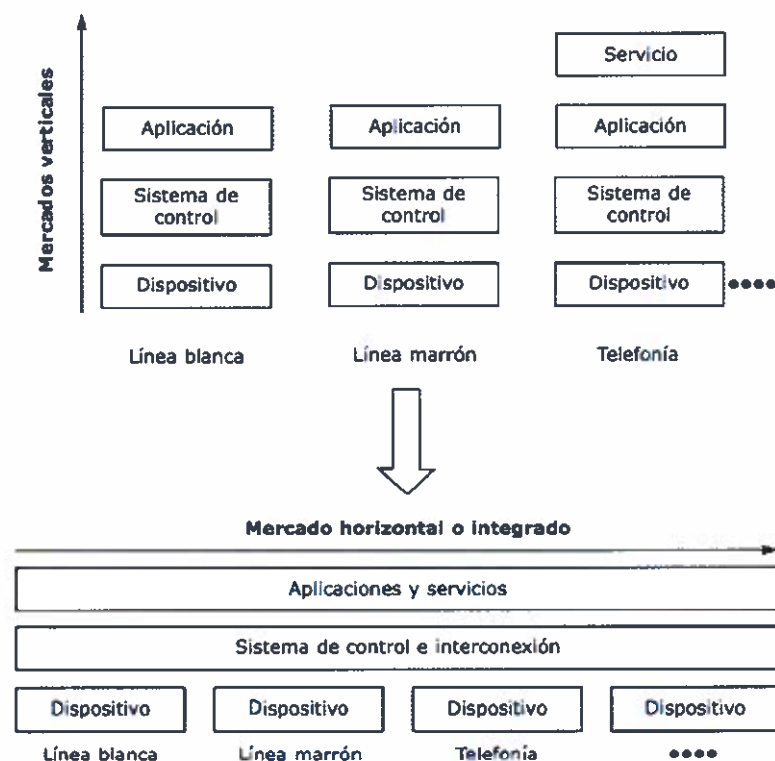 Mercados verticales
Servicio
Aplicación
Aplicación
Aplicación
Sistema de
control
Sistema de
control
Sistema de
control
Dispositivo
Dispositivo
Dispositivo
Línea blanca
Línea marrón
Telefonía
Mercado horizontal o integrado
Aplicaciones y servicios
Sistema de control e interconexión
Dispositivo
Dispositivo
Dispositivo
Dispositivo
Línea blanca
Línea marrón
Telefonía